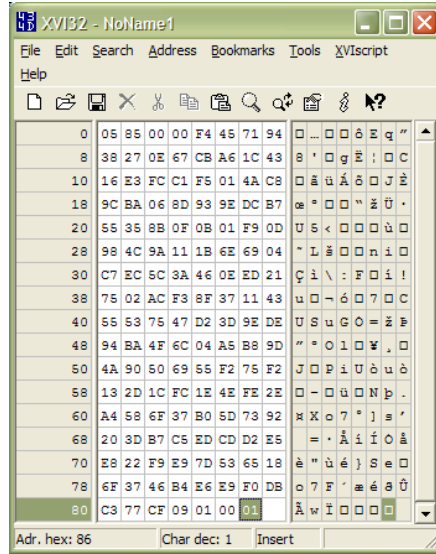 XVI32 - NoName1
File Edit Search Address Bookmarks Tools XVIscript
Help
0 05 85 00 00 F4 45 71 94 … ô E q ”
8 38 27 0E 67 CB A6 1C 43 8 ' g Ë ¦ C
10 16 E3 FC C1 F5 01 4A C8 ã ü Á õ J È
18 9C BA 06 8D 93 9E DC B7 œ º “ ž Ü ·
20 55 35 8B 0F 0B 01 F9 0D U 5 ‹ ù
28 98 4C 9A 11 1B 6E 69 04 ˜ L š n i
30 C7 EC 5C 3A 46 0E ED 21 Ç ì \ : F í !
38 75 02 AC F3 8F 37 11 43 u ¬ ó 7 C
40 55 53 75 47 D2 3D 9E DE U S u G Ò = ž Þ
48 94 BA 4F 6C 04 A5 B8 9D ” º O l ¥ ¸
50 4A 90 50 69 55 F2 75 F2 J P i U ò u ò
58 13 2D 1C FC 1E 4E FE 2E - ü N þ .
60 A4 58 6F 37 B0 5D 73 92 ¤ X o 7 ° ] s ’
68 20 3D B7 C5 ED CD D2 E5 = · Å í Í Ò å
70 E8 22 F9 E9 7D 53 65 18 è " ù é } S e
78 6F 37 46 B4 E6 E9 F0 DB o 7 F ´ æ é ð Û
80 C3 77 CF 09 01 00 01 Ã w Ï
Adr. hex: 86 Char dec: 1 Insert